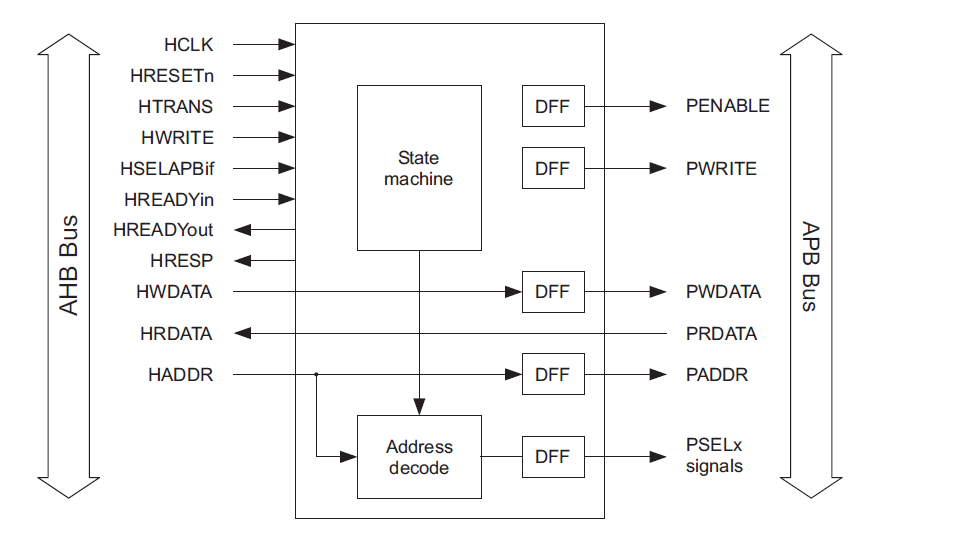 AHB Bus
HCLK
HRESETn
HTRANS
HWRITE
HSELAPBif
HREADYin
HREADYout
HRESP
HWDATA
HRDATA
HADDR
State
machine
Address
decode
DFF
DFF
DFF
DFF
DFF
PENABLE
PWRITE
PWDATA
PRDATA
PADDR
PSELx
signals
APB Bus